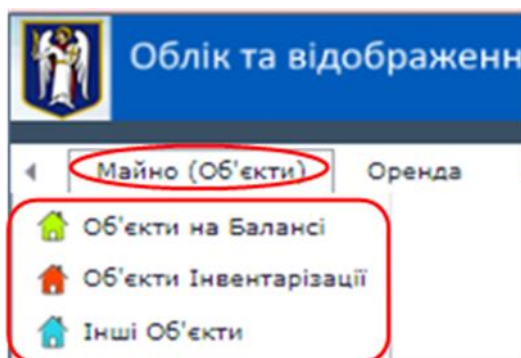 Облік та відображенн
Майно (Об'єкти) Оренда
Об'єкти на Балансі
Об'єкти Інвентарізації
Інші Об'єкти